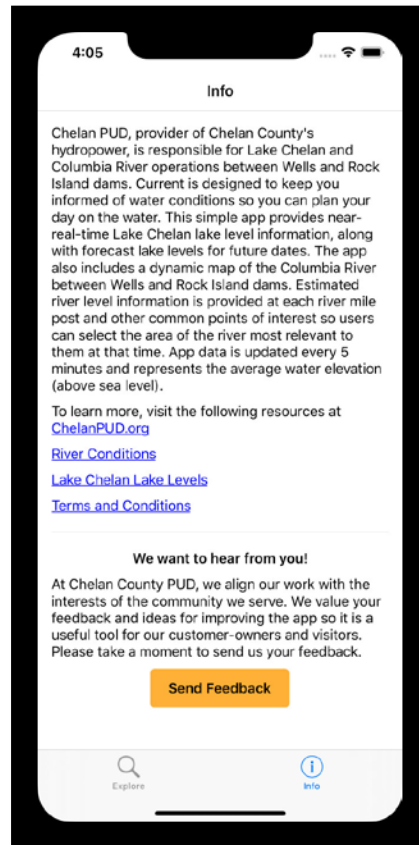 4:05
Info
Chelan PUD, provider of Chelan County's
hydropower, is responsible for Lake Chelan and
Columbia River operations between Wells and Rock
Island dams. Current is designed to keep you
informed of water conditions so you can plan your
day on the water. This simple app provides near-
real-time Lake Chelan lake level information, along
with forecast lake levels for future dates. The app
also includes a dynamic map of the Columbia River
between Wells and Rock Island dams. Estimated
river level information is provided at each river mile
post and other common points of interest so users
can select the area of the river most relevant to
them at that time. App data is updated every 5
minutes and represents the average water elevation
(above sea level).
To learn more, visit the following resources at
ChelanPUD.org
River Conditions
Lake Chelan Lake Levels
Terms and Conditions
We want to hear from you!
At Chelan County PUD, we align our work with the
interests of the community we serve. We value your
feedback and ideas for improving the app so it is a
useful tool for our customer-owners and visitors.
Please take a moment to send us your feedback.
Send Feedback
Explore
Info